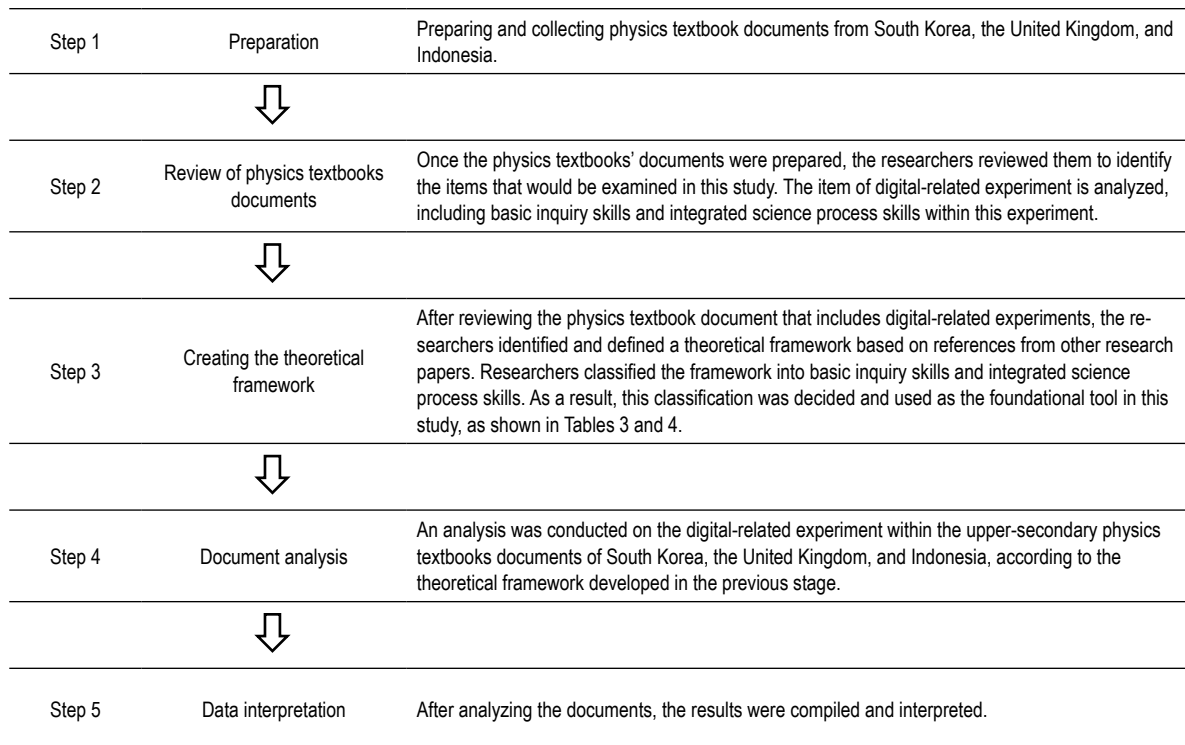 Step 1
Preparation
Preparing and collecting physics textbook documents from South Korea, the United Kingdom, and
Indonesia.
Step 2
Review of physics textbooks
documents
Once the physics textbooks’ documents were prepared, the researchers reviewed them to identify
the items that would be examined in this study. The item of digital-related experiment is analyzed,
including basic inquiry skills and integrated science process skills within this experiment.
Step 3
Creating the theoretical
framework
After reviewing the physics textbook document that includes digital-related experiments, the re-
searchers identified and defined a theoretical framework based on references from other research
papers. Researchers classified the framework into basic inquiry skills and integrated science
process skills. As a result, this classification was decided and used as the foundational tool in this
study, as shown in Tables 3 and 4.
Step 4
Document analysis
An analysis was conducted on the digital-related experiment within the upper-secondary physics
textbooks documents of South Korea, the United Kingdom, and Indonesia, according to the
theoretical framework developed in the previous stage.
Step 5
Data interpretation
After analyzing the documents, the results were compiled and interpreted.